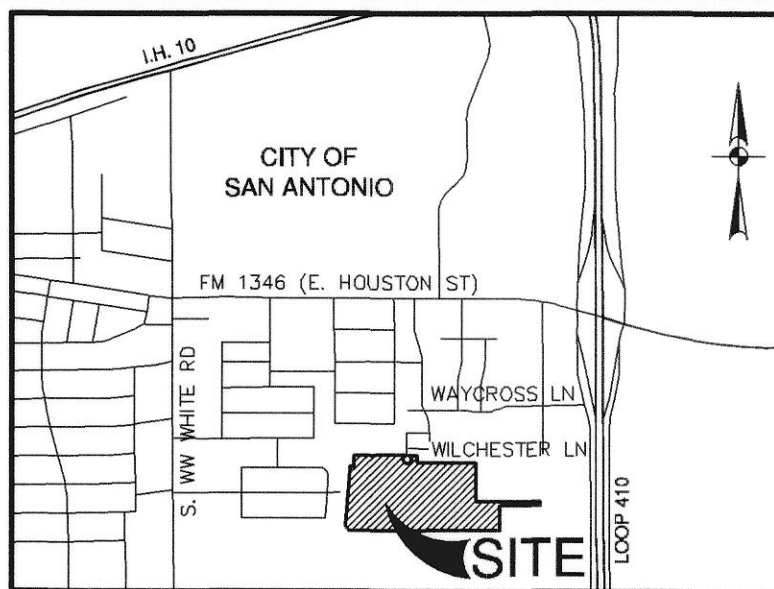 I.H. 10
CITY OF
SAN ANTONIO
FM 1346 (E. HOUSTON ST)
S. WW WHITE RD
WAYCROSS LN
WILCHESTER LN
LOOP 410
SITE